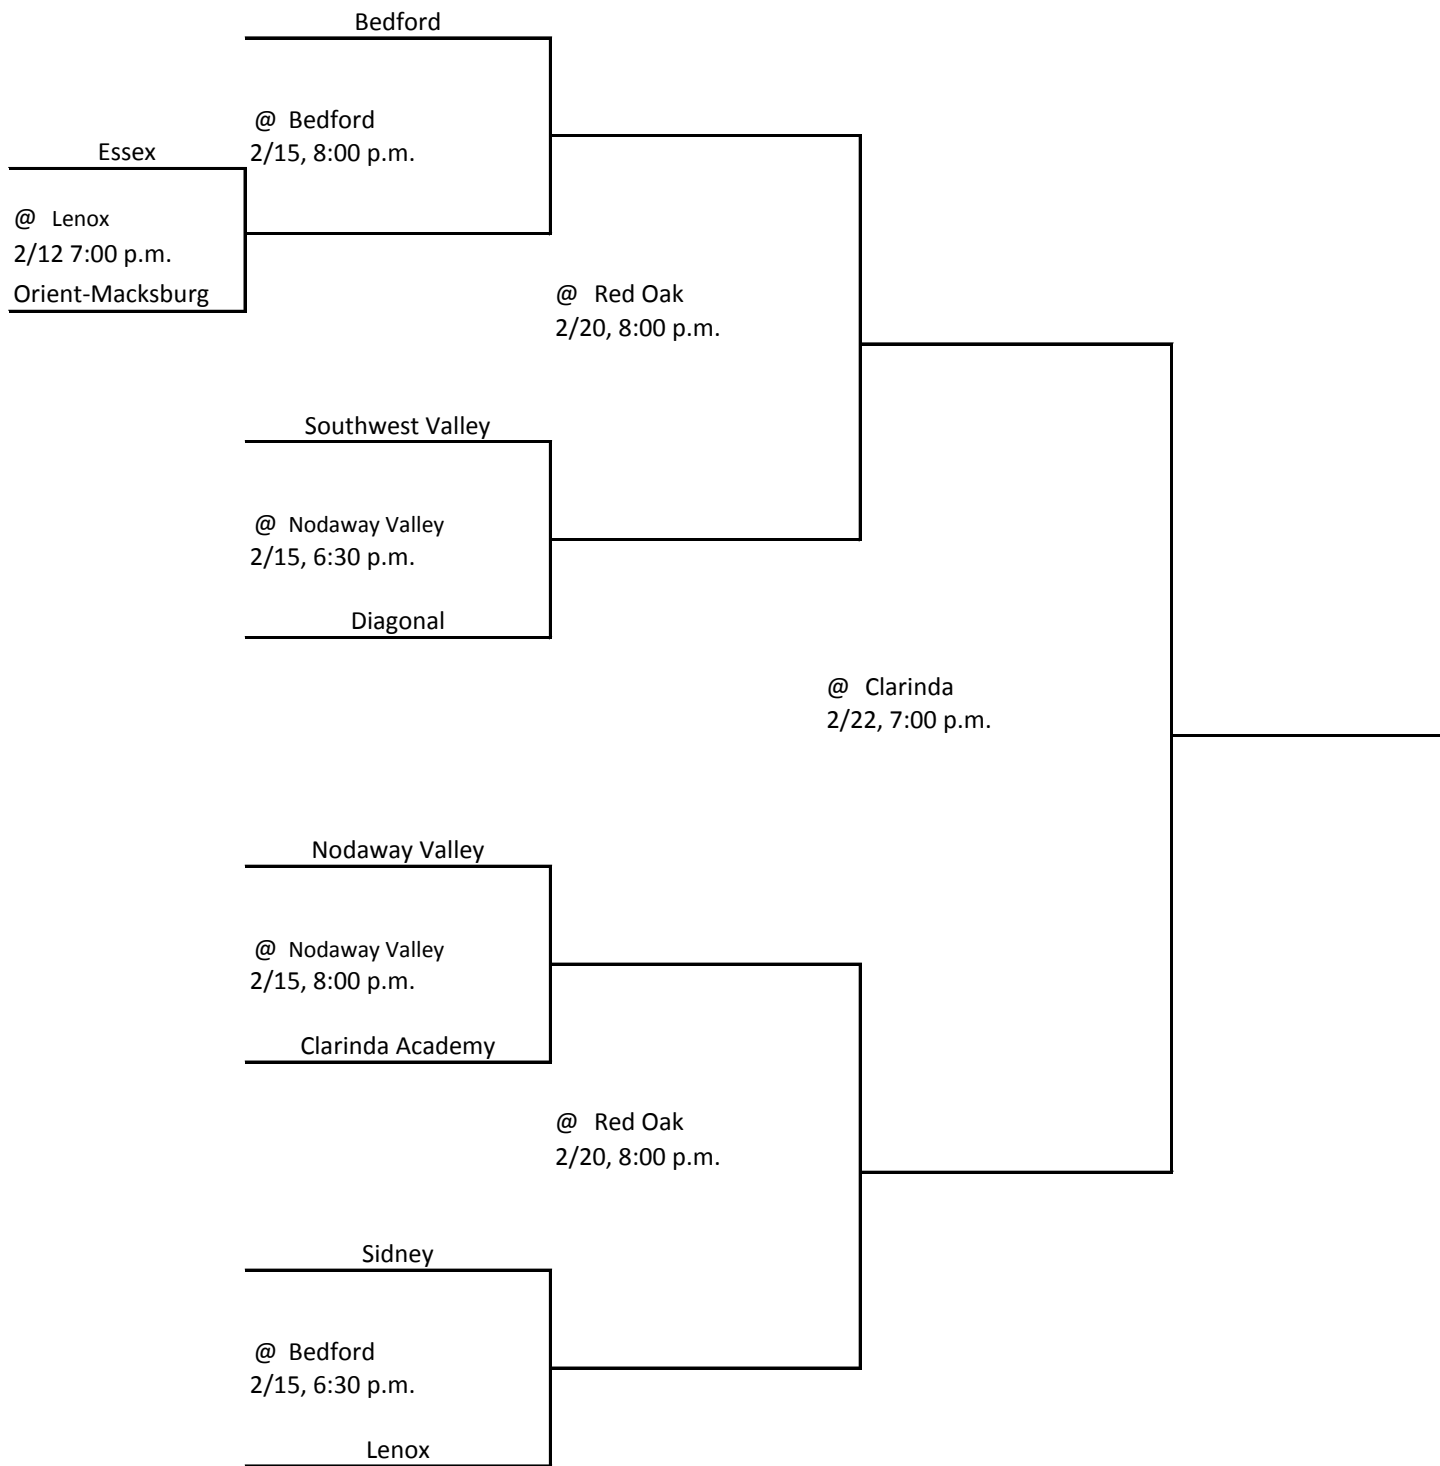 Bedford
@ Bedford
2/15, 8:00 p.m.
Essex
@ Lenox
2/12 7:00 p.m.
Orient-Macksburg
@ Red Oak
2/20, 8:00 p.m.
Southwest Valley
@ Nodaway Valley
2/15, 6:30 p.m.
Diagonal
@ Clarinda
2/22, 7:00 p.m.
Nodaway Valley
@ Nodaway Valley
2/15, 8:00 p.m.
Clarinda Academy
@ Red Oak
2/20, 8:00 p.m.
Sidney
@ Bedford
2/15, 6:30 p.m.
Lenox